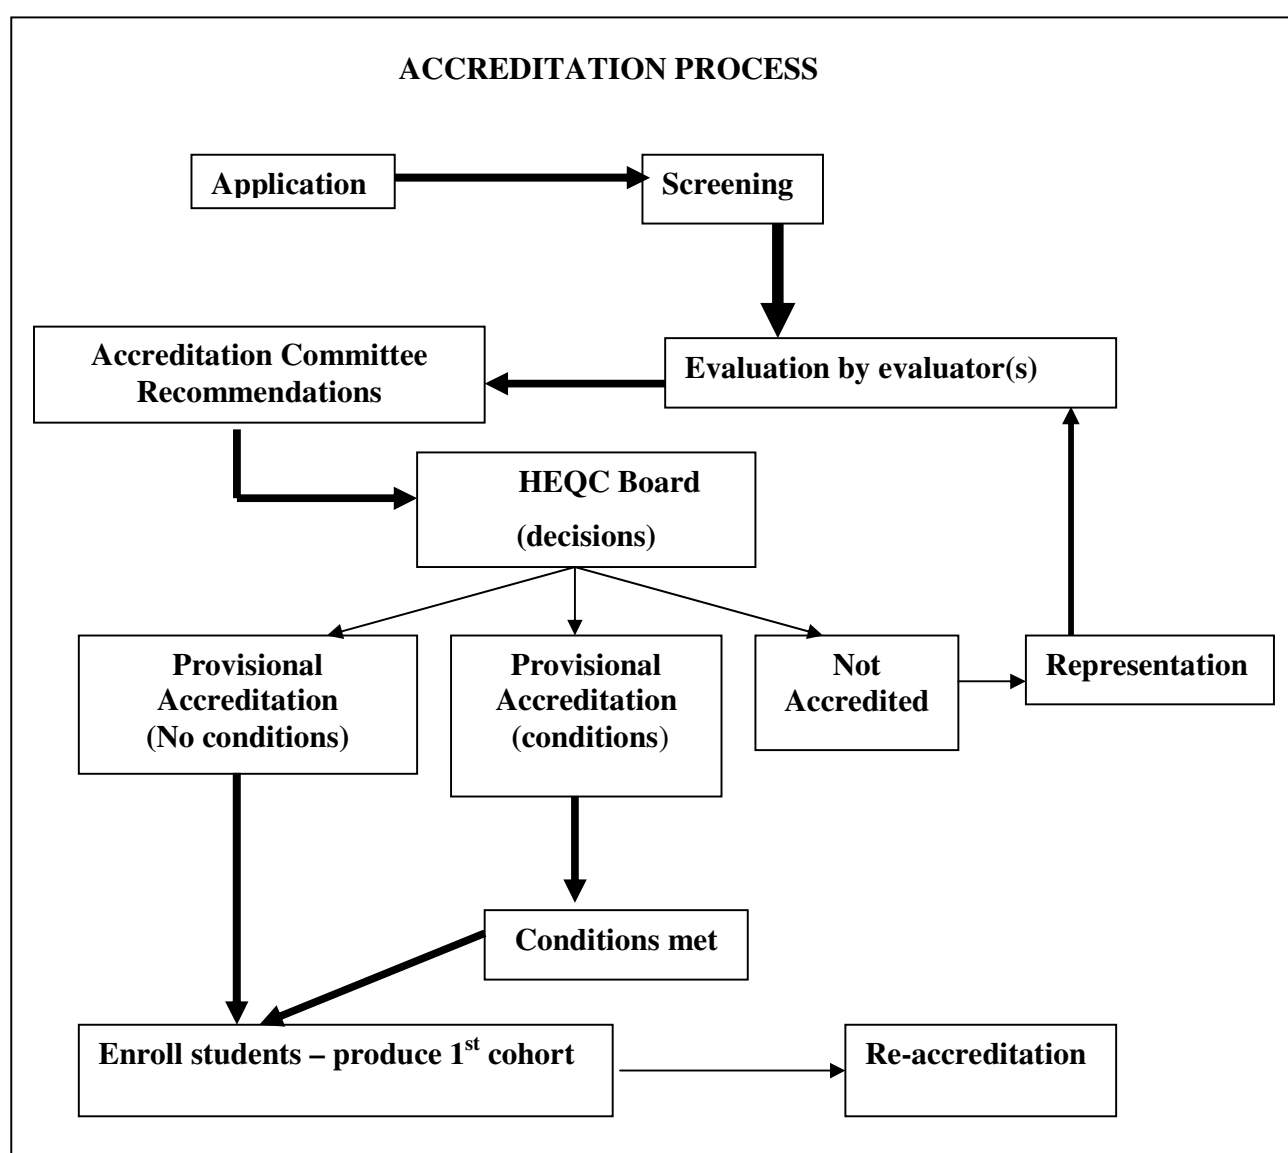 ACCREDITATION PROCESS
Application
Screening
Accreditation Committee
Recommendations
Evaluation by evaluator(s)
HEQC Board
(decisions)
Provisional
Accreditation
(No conditions)
Provisional
Accreditation
(conditions)
Not
Accredited
Representation
Conditions met
Enroll students – produce 1st cohort
Re-accreditation